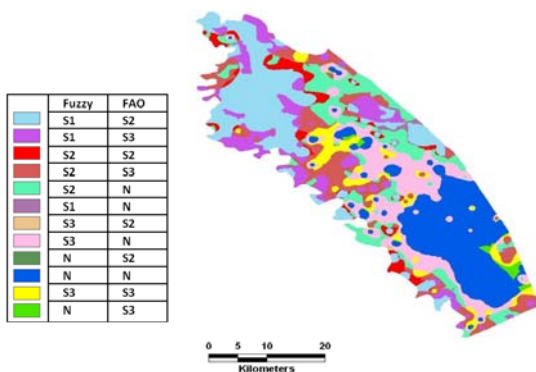 Fuzzy FAO
S1 S2
S1 S3
S2 S2
S2 S3
S2 N
S1 N
S3 S2
S3 N
N S2
N N
S3 S3
N S3
0 5 10 20
Kilometers